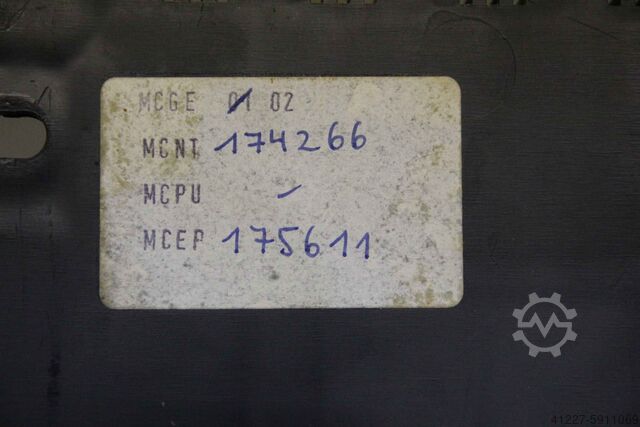 MCGE 01 02
MCNT 174266
MCPU -
MCEP 175611
41227-5911069